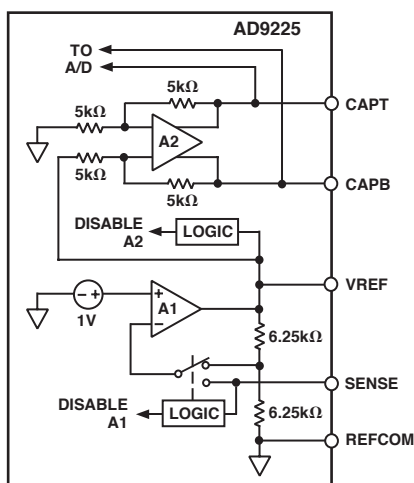 AD9225
TO
A/D
5kΩ
5kΩ
CAPT
A2
5kΩ
5kΩ
CAPB
DISABLE
A2
LOGIC
VREF
A1
1V
6.25kΩ
SENSE
DISABLE
A1
LOGIC
6.25kΩ
REFCOM